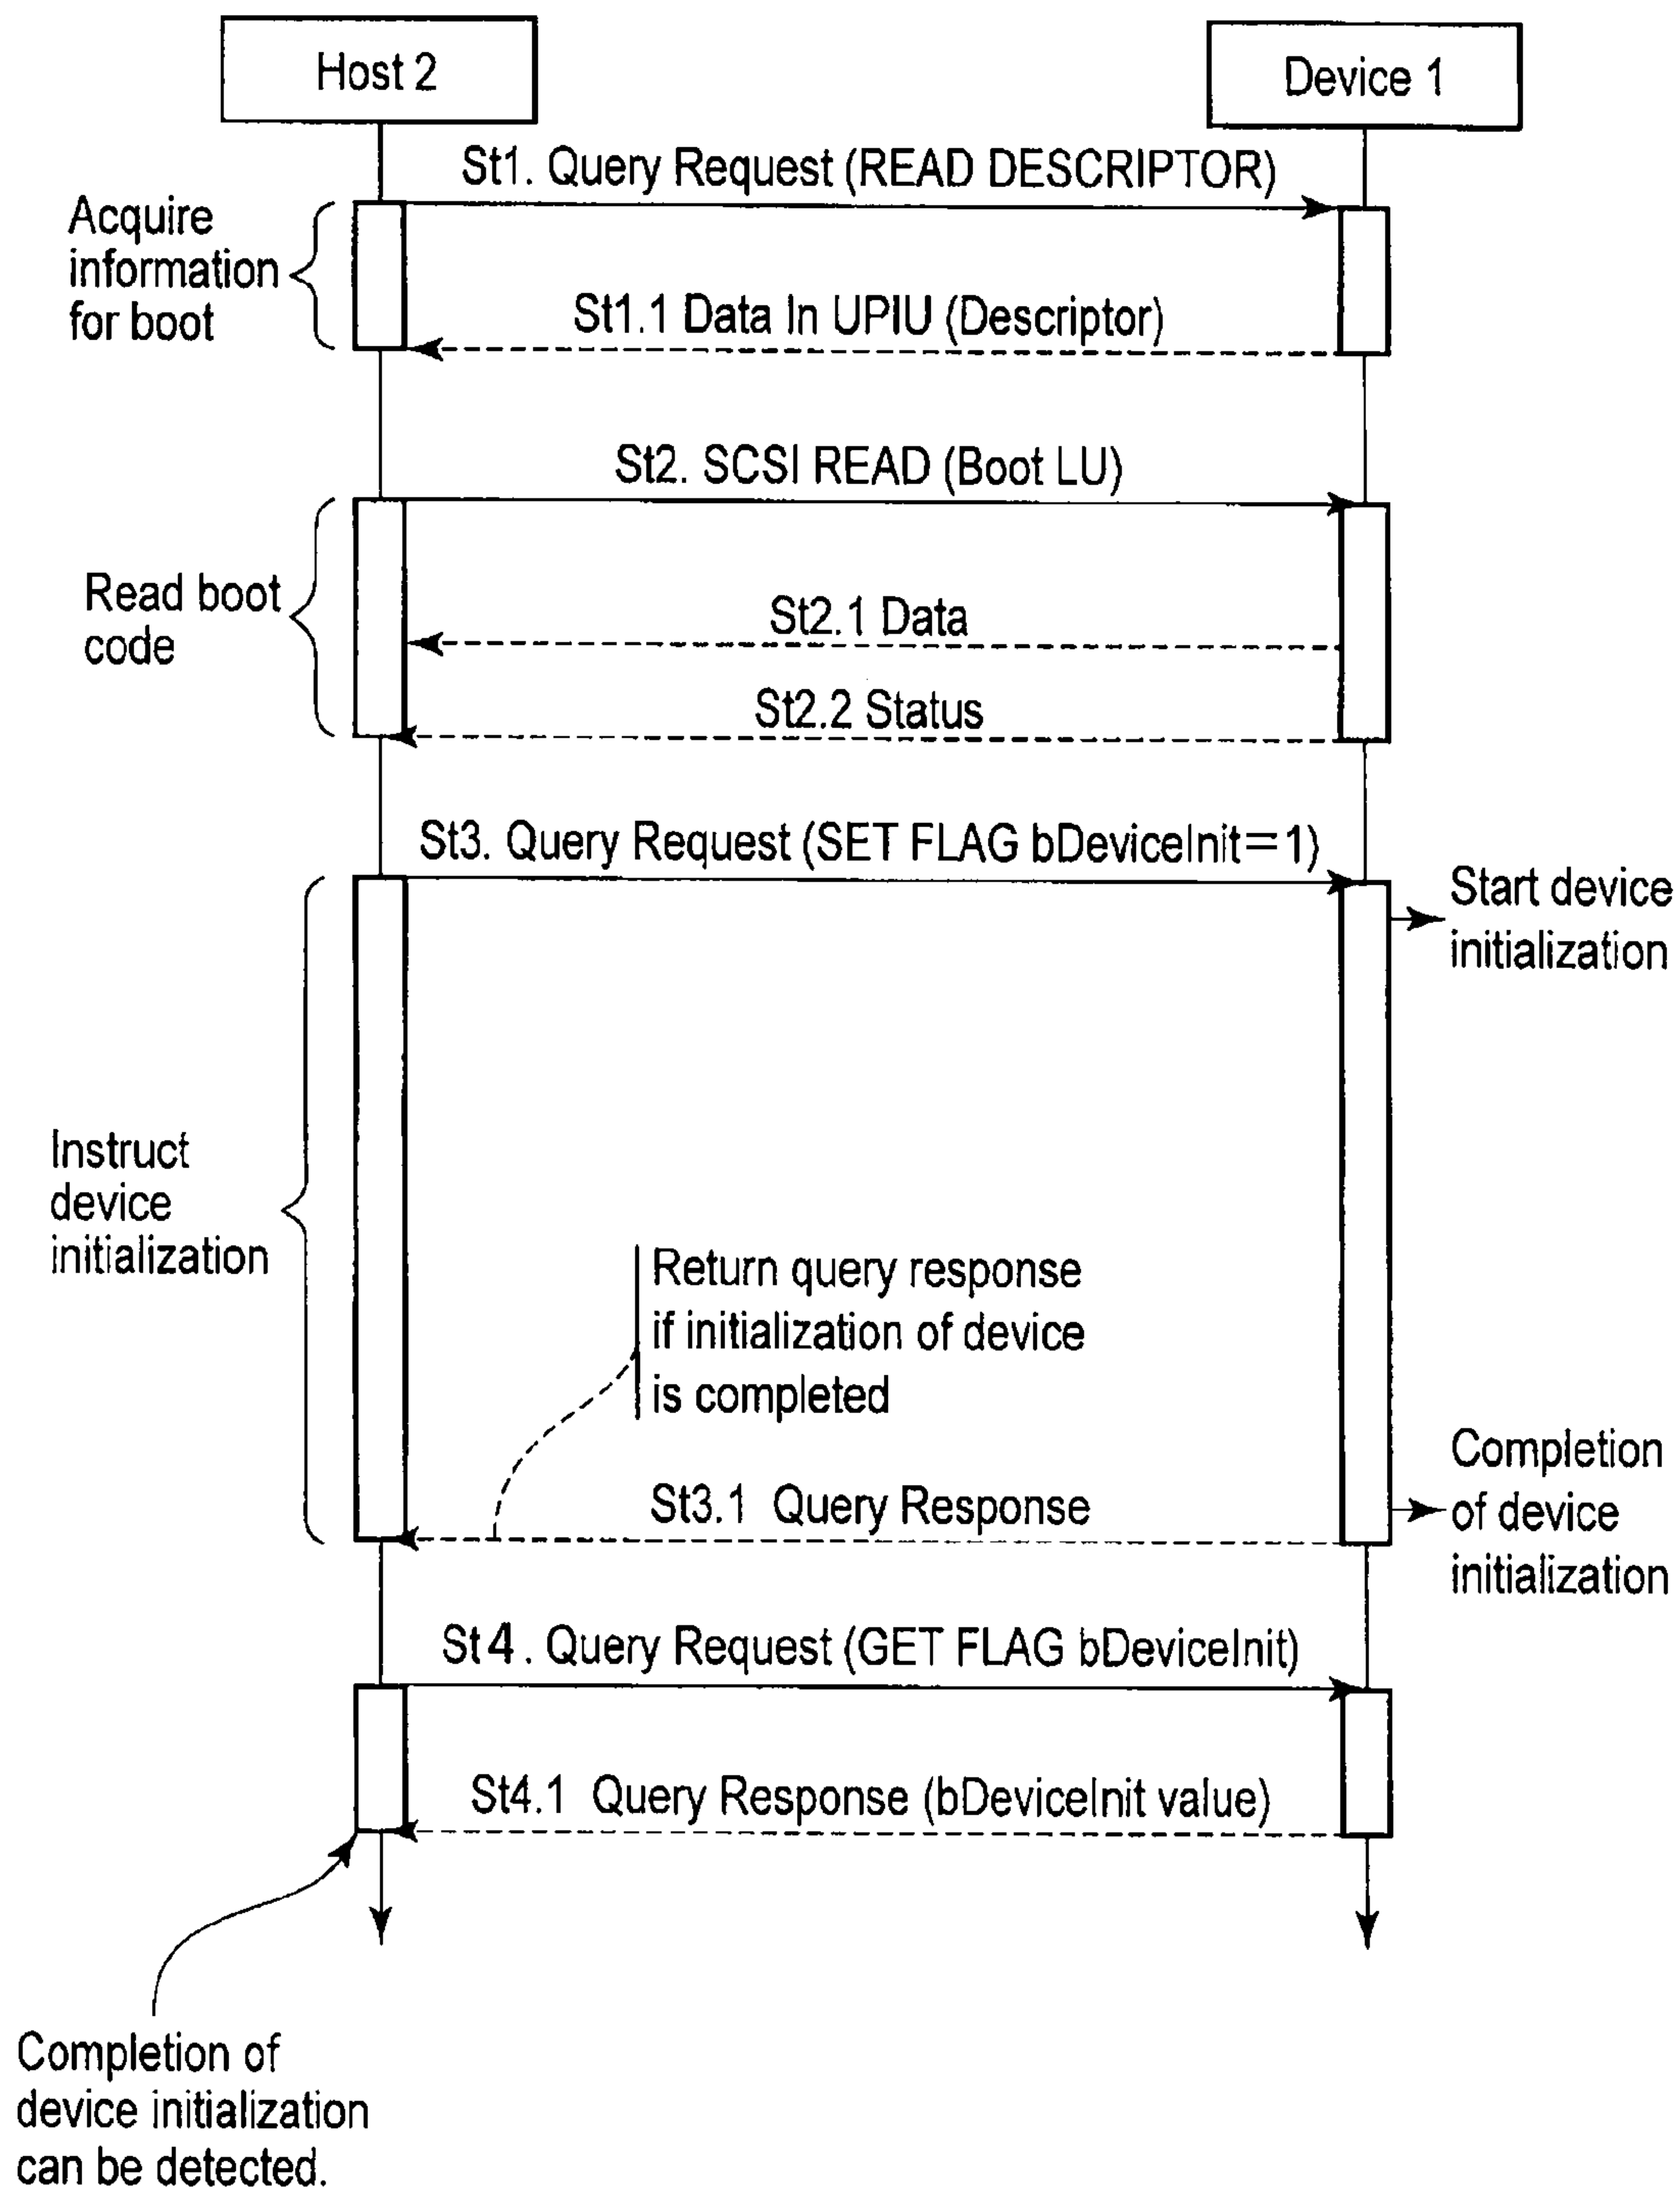 Host 2
Device 1
St1. Query Request (READ DESCRIPTOR)
Acquire
information
for boot
St1.1 Data In UPIU (Descriptor)
St2. SCSI READ (Boot LU)
Read boot
code
St2.1 Data
St2.2 Status
St3. Query Request (SET FLAG bDeviceInit=1)
Start device
initialization
Instruct
device
initialization
Return query response
if initialization of device
is completed
St3.1 Query Response
Completion
of device
initialization
St4. Query Request (GET FLAG bDeviceInit)
St4.1 Query Response (bDeviceInit value)
Completion of
device initialization
can be detected.